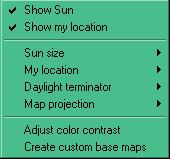 Show Sun
Show my location
Sun size
My location
Daylight terminator
Map projection
Adjust color contrast
Create custom base maps